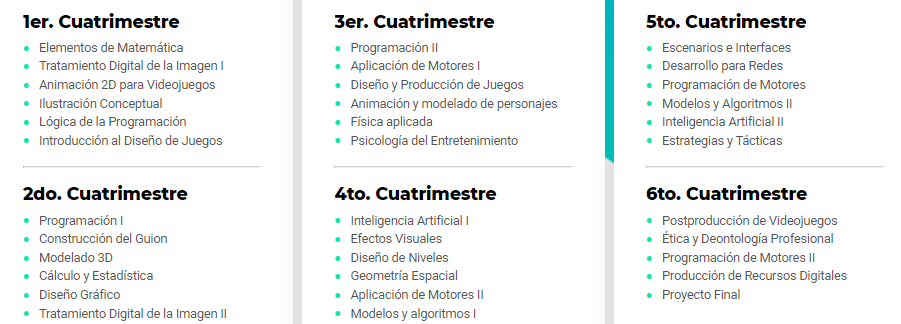 1er. Cuatrimestre
Elementos de Matemática
Tratamiento Digital de la Imagen I
Animación 2D para Videojuegos
Ilustración Conceptual
Lógica de la Programación
Introducción al Diseño de Juegos
2do. Cuatrimestre
Programación I
Construcción del Guion
Modelado 3D
Cálculo y Estadística
Diseño Gráfico
Tratamiento Digital de la Imagen II
3er. Cuatrimestre
Programación II
Aplicación de Motores I
Diseño y Producción de Juegos
Animación y modelado de personajes
Física aplicada
Psicología del Entretenimiento
4to. Cuatrimestre
Inteligencia Artificial I
Efectos Visuales
Diseño de Niveles
Geometría Espacial
Aplicación de Motores II
Modelos y algoritmos I
5to. Cuatrimestre
Escenarios e Interfaces
Desarrollo para Redes
Programación de Motores
Modelos y Algoritmos II
Inteligencia Artificial II
Estrategias y Tácticas
6to. Cuatrimestre
Postproducción de Videojuegos
Ética y Deontología Profesional
Programación de Motores II
Producción de Recursos Digitales
Proyecto Final